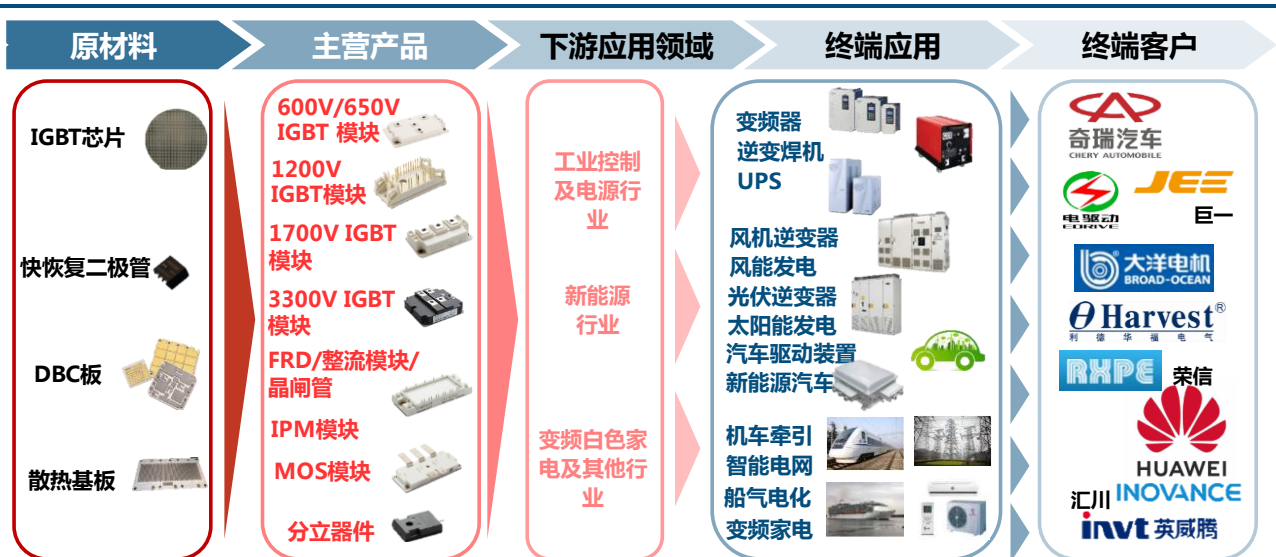 原材料
主营产品
下游应用领域
终端应用
终端客户
IGBT芯片
快恢复二极管
DBC板
散热基板
600V/650V
IGBT 模块
1200V
IGBT模块
1700V IGBT
模块
3300V IGBT
模块
FRD/整流模块/
晶闸管
IPM模块
MOS模块
分立器件
工业控制
及电源行
业
新能源
行业
变频白色家
电及其他行
业
变频器
逆变焊机
UPS
风机逆变器
风能发电
光伏逆变器
太阳能发电
汽车驱动装置
新能源汽车
机车牵引
智能电网
船气电化
变频家电
奇瑞汽车
CHERY AUTOMOBILE
电驱动
EDRIVE
JEE
巨一
大洋电机
BROAD-OCEAN
Harvest®
利德华福电气
RXPE
荣信
HUAWEI
汇川 INOVANCE
invt 英威腾